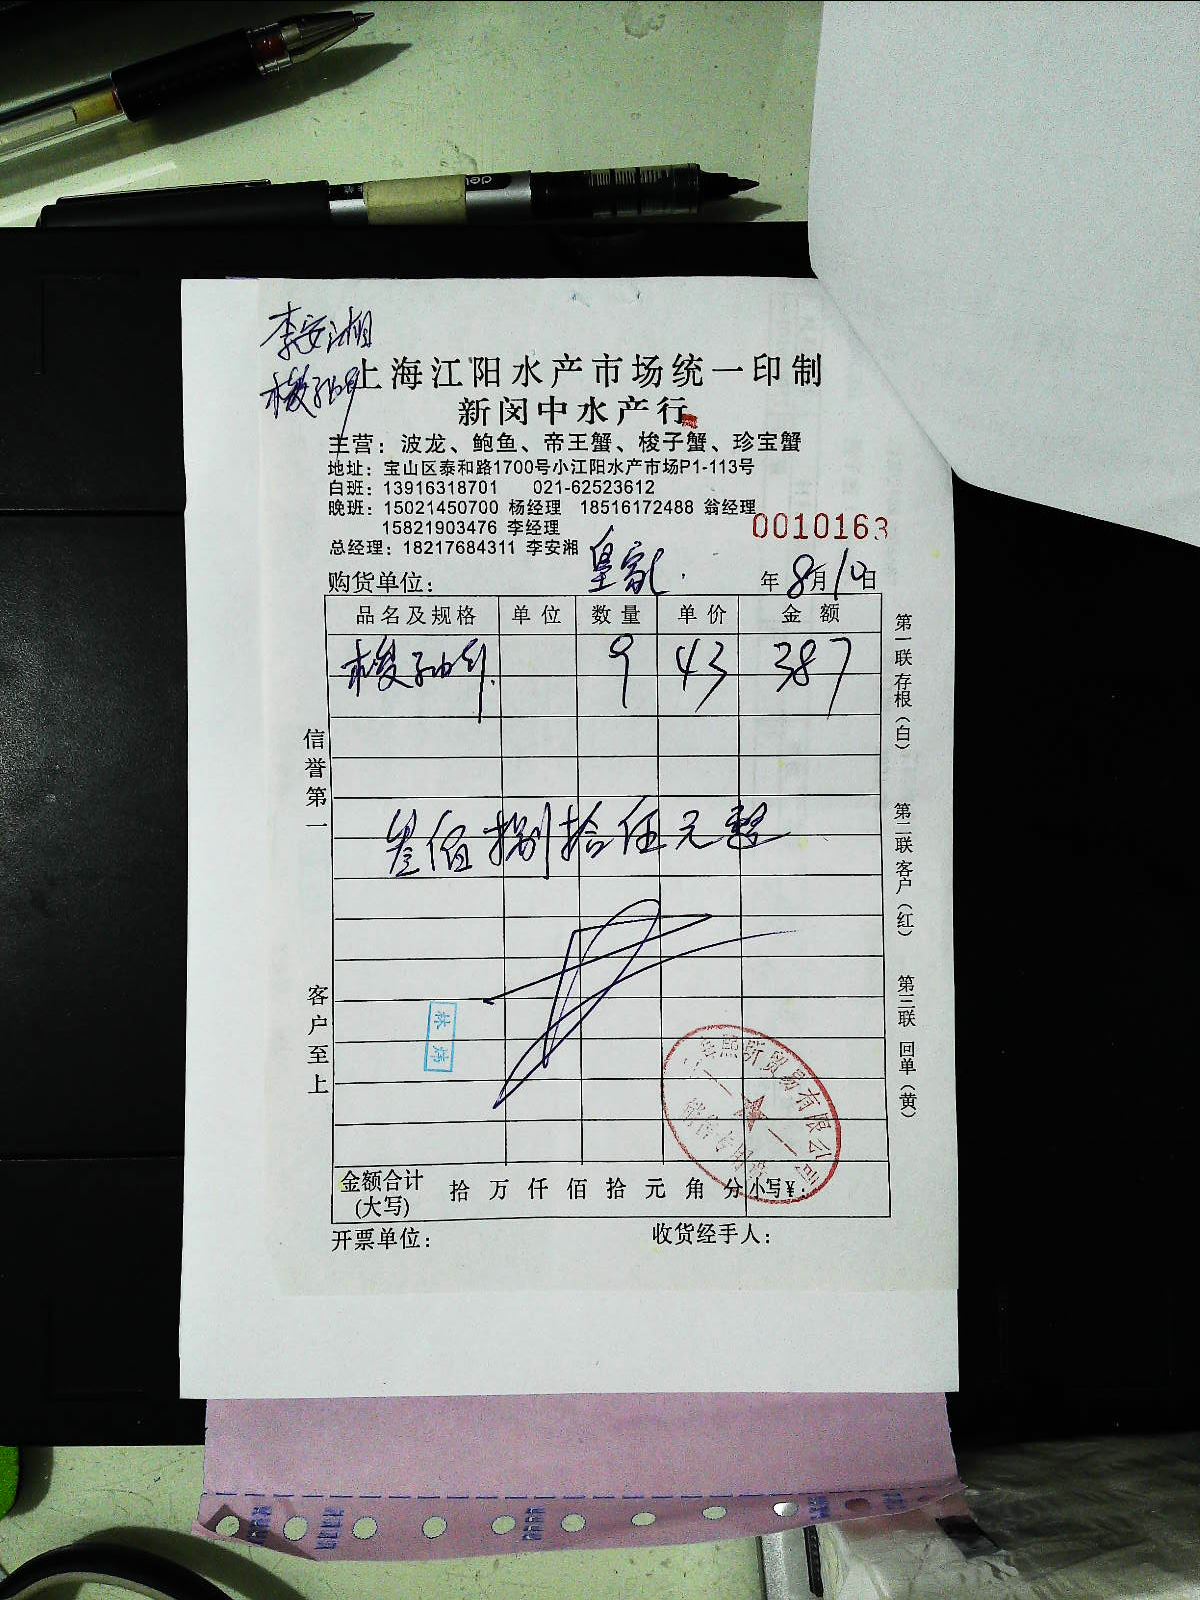 李安湘
上海江阳水产市场统一印制
新闵中水产行
主营：波龙、鲍鱼、帝王蟹、梭子蟹、珍宝蟹
地址：宝山区泰和路1700号小江阳水产市场P1-113号
白班：13916318701 021-62523612
晚班：15021450700 杨经理 18516172488 翁经理
15821903476 李经理
总经理：18217684311 李安湘
0010163
购货单位： 皇家 年8月10日
品名及规格 单位 数量 单价 金额
梭子 9 43 387
叁佰捌拾伍元整
信誉第一
客户至上
第一联存根（白）
第二联客户（红）
第三联回单（黄）
贸易有限公司
金额合计（大写） 拾 万 仟 佰 拾 元 角 分 小写￥：
开票单位： 收货经手人：